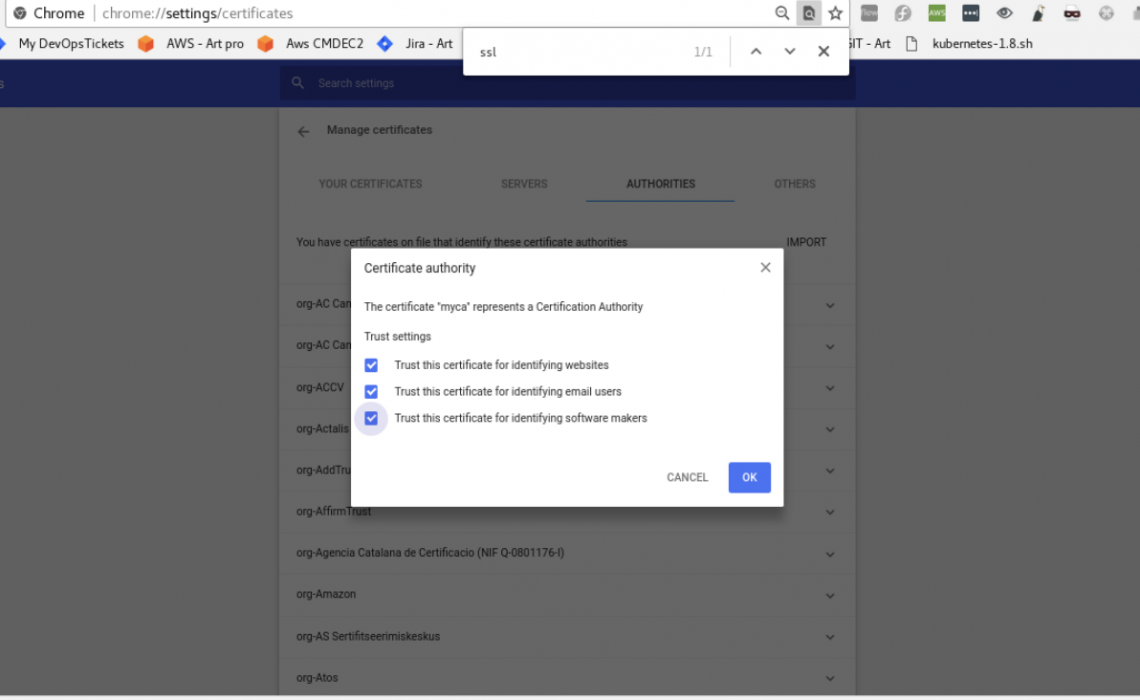 Chrome chrome://settings/certificates
My DevOpsTickets AWS - Art pro Aws CMDEC2 Jira - Art GIT - Art kubernetes-1.8.sh
ssl 1/1
s Search settings
Manage certificates
YOUR CERTIFICATES SERVERS AUTHORITIES OTHERS
You have certificates on file that identify these certificate authorities IMPORT
Certificate authority
The certificate "myca" represents a Certification Authority
Trust settings
Trust this certificate for identifying websites
Trust this certificate for identifying email users
Trust this certificate for identifying software makers
CANCEL OK
org-AC Can
org-AC Can
org-ACCV
org-Actalis
org-AddTru
org-AffirmTrust
org-Agencia Catalana de Certificacio (NIF Q-0801176-I)
org-Amazon
org-AS Sertifitseerimiskeskus
org-Atos